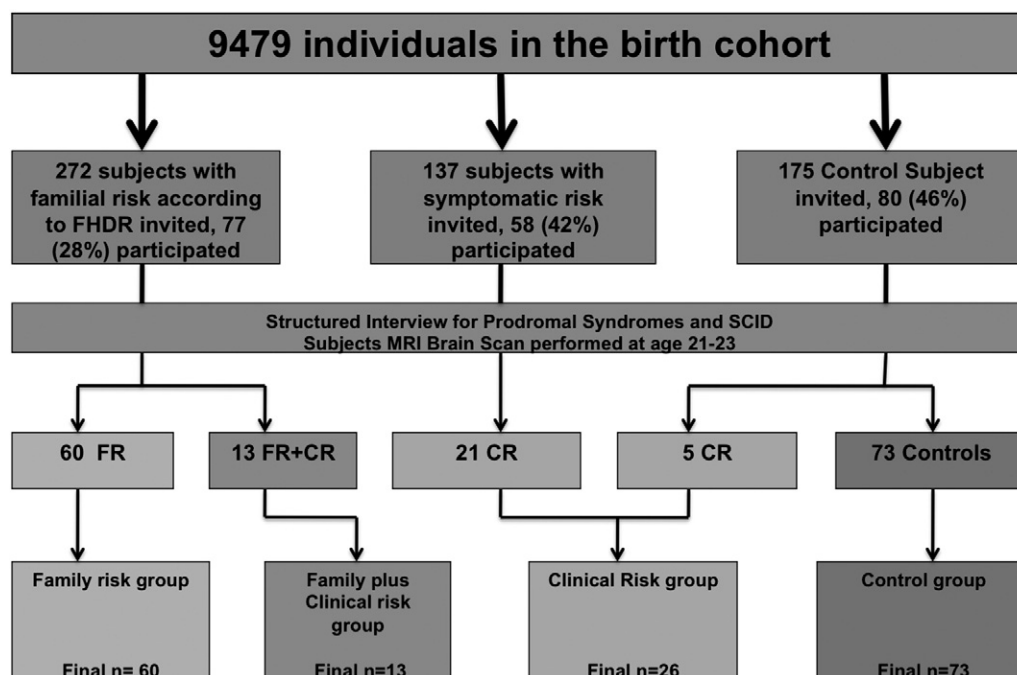 9479 individuals in the birth cohort
272 subjects with
familial risk according
to FHDR invited, 77
(28%) participated
137 subjects with
symptomatic risk
invited, 58 (42%)
participated
175 Control Subject
invited, 80 (46%)
participated
Structured Interview for Prodromal Syndromes and SCID
Subjects MRI Brain Scan performed at age 21-23
60 FR
13 FR+CR
21 CR
5 CR
73 Controls
Family risk group
Final n= 60
Family plus
Clinical risk
group
Final n=13
Clinical Risk group
Final n=26
Control group
Final n=73